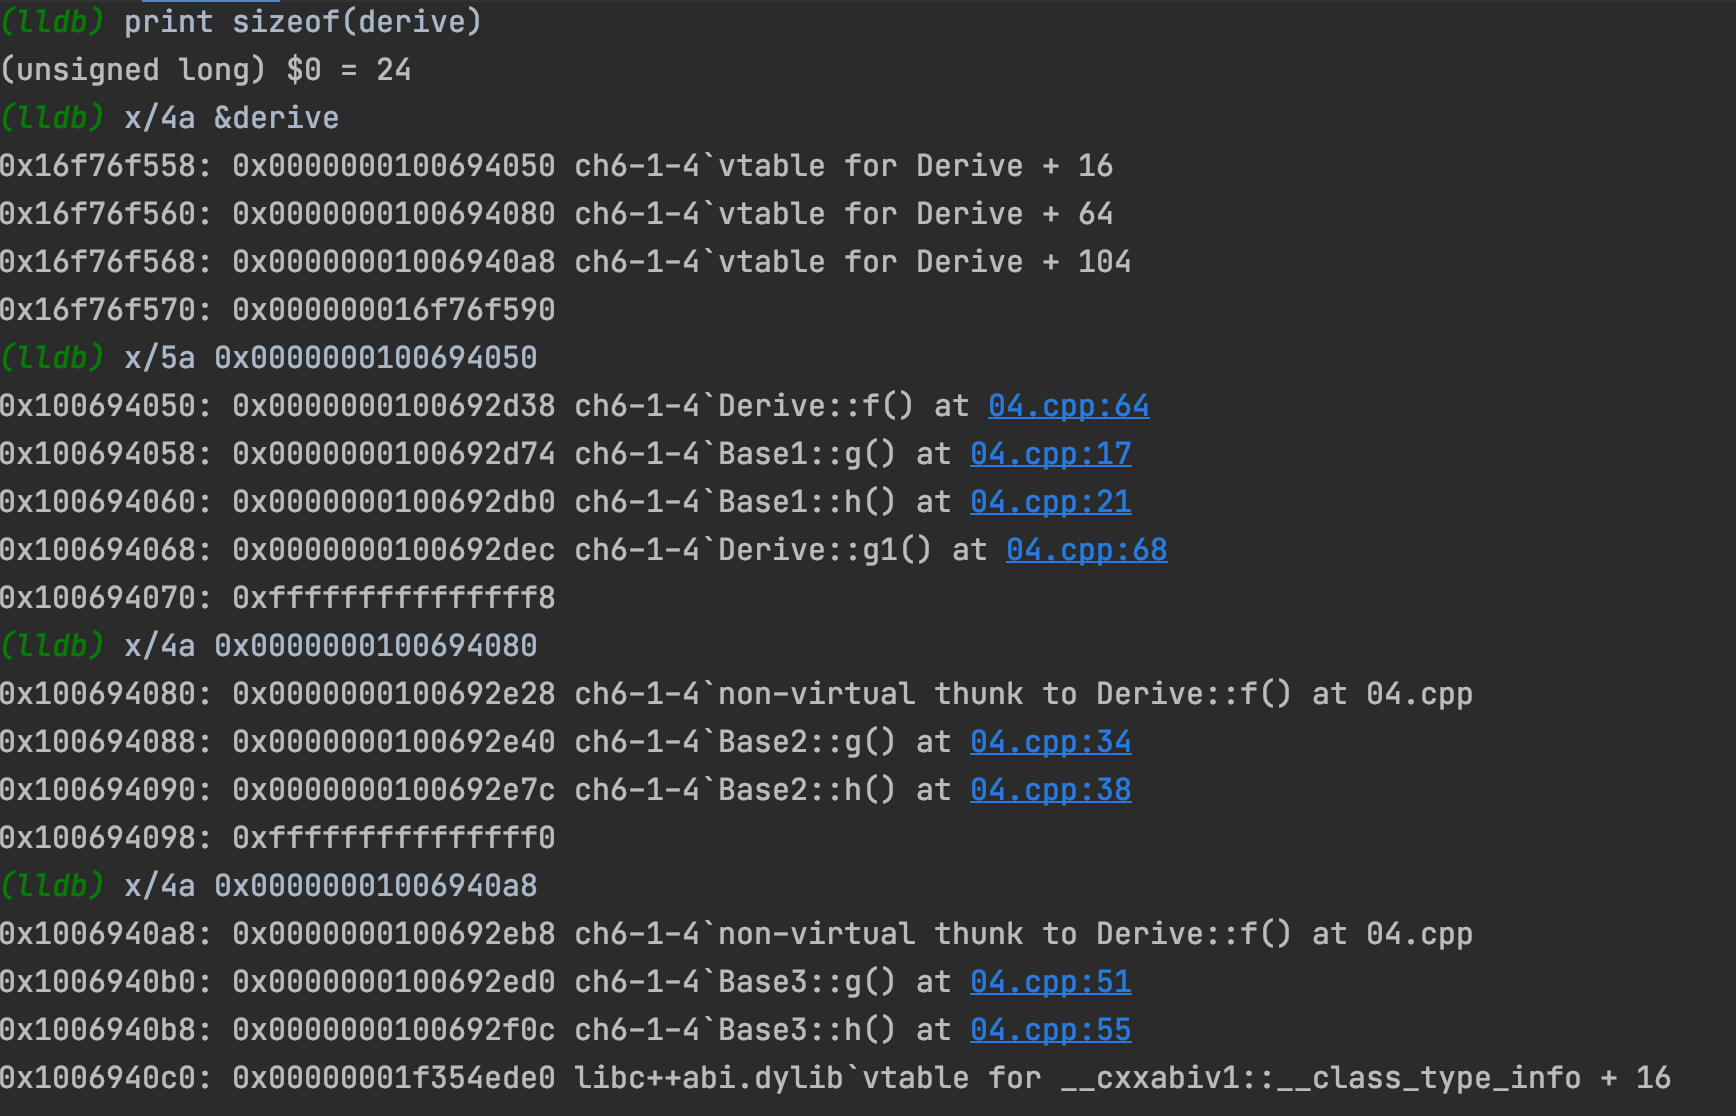 (lldb) print sizeof(derive)
(unsigned long) $0 = 24
(lldb) x/4a &derive
0x16f76f558: 0x0000000100694050 ch6-1-4`vtable for Derive + 16
0x16f76f560: 0x0000000100694080 ch6-1-4`vtable for Derive + 64
0x16f76f568: 0x00000001006940a8 ch6-1-4`vtable for Derive + 104
0x16f76f570: 0x000000016f76f590
(lldb) x/5a 0x0000000100694050
0x100694050: 0x0000000100692d38 ch6-1-4`Derive::f() at 04.cpp:64
0x100694058: 0x0000000100692d74 ch6-1-4`Base1::g() at 04.cpp:17
0x100694060: 0x0000000100692db0 ch6-1-4`Base1::h() at 04.cpp:21
0x100694068: 0x0000000100692dec ch6-1-4`Derive::g1() at 04.cpp:68
0x100694070: 0xfffffffffffffff8
(lldb) x/4a 0x0000000100694080
0x100694080: 0x0000000100692e28 ch6-1-4`non-virtual thunk to Derive::f() at 04.cpp
0x100694088: 0x0000000100692e40 ch6-1-4`Base2::g() at 04.cpp:34
0x100694090: 0x0000000100692e7c ch6-1-4`Base2::h() at 04.cpp:38
0x100694098: 0xfffffffffffffff0
(lldb) x/4a 0x00000001006940a8
0x1006940a8: 0x0000000100692eb8 ch6-1-4`non-virtual thunk to Derive::f() at 04.cpp
0x1006940b0: 0x0000000100692ed0 ch6-1-4`Base3::g() at 04.cpp:51
0x1006940b8: 0x0000000100692f0c ch6-1-4`Base3::h() at 04.cpp:55
0x1006940c0: 0x00000001f354ede0 libc++abi.dylib`vtable for __cxxabiv1::__class_type_info + 16